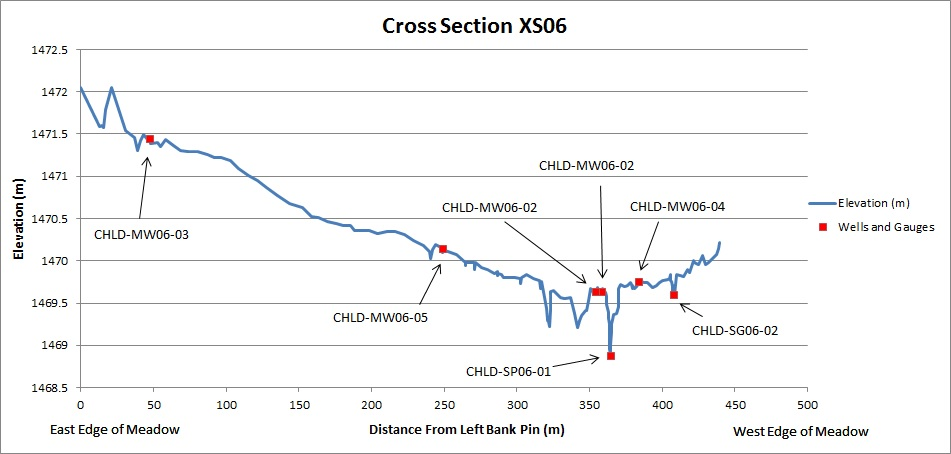 Cross Section XS06
1472.5
1472
1471.5
1471
1470.5
1470
1469.5
1469
1468.5
Elevation (m)
CHLD-MW06-03
CHLD-MW06-05
CHLD-MW06-02
CHLD-MW06-02
CHLD-MW06-04
CHLD-SG06-02
CHLD-SP06-01
Elevation (m)
Wells and Gauges
0 50 100 150 200 250 300 350 400 450 500
East Edge of Meadow
Distance From Left Bank Pin (m)
West Edge of Meadow